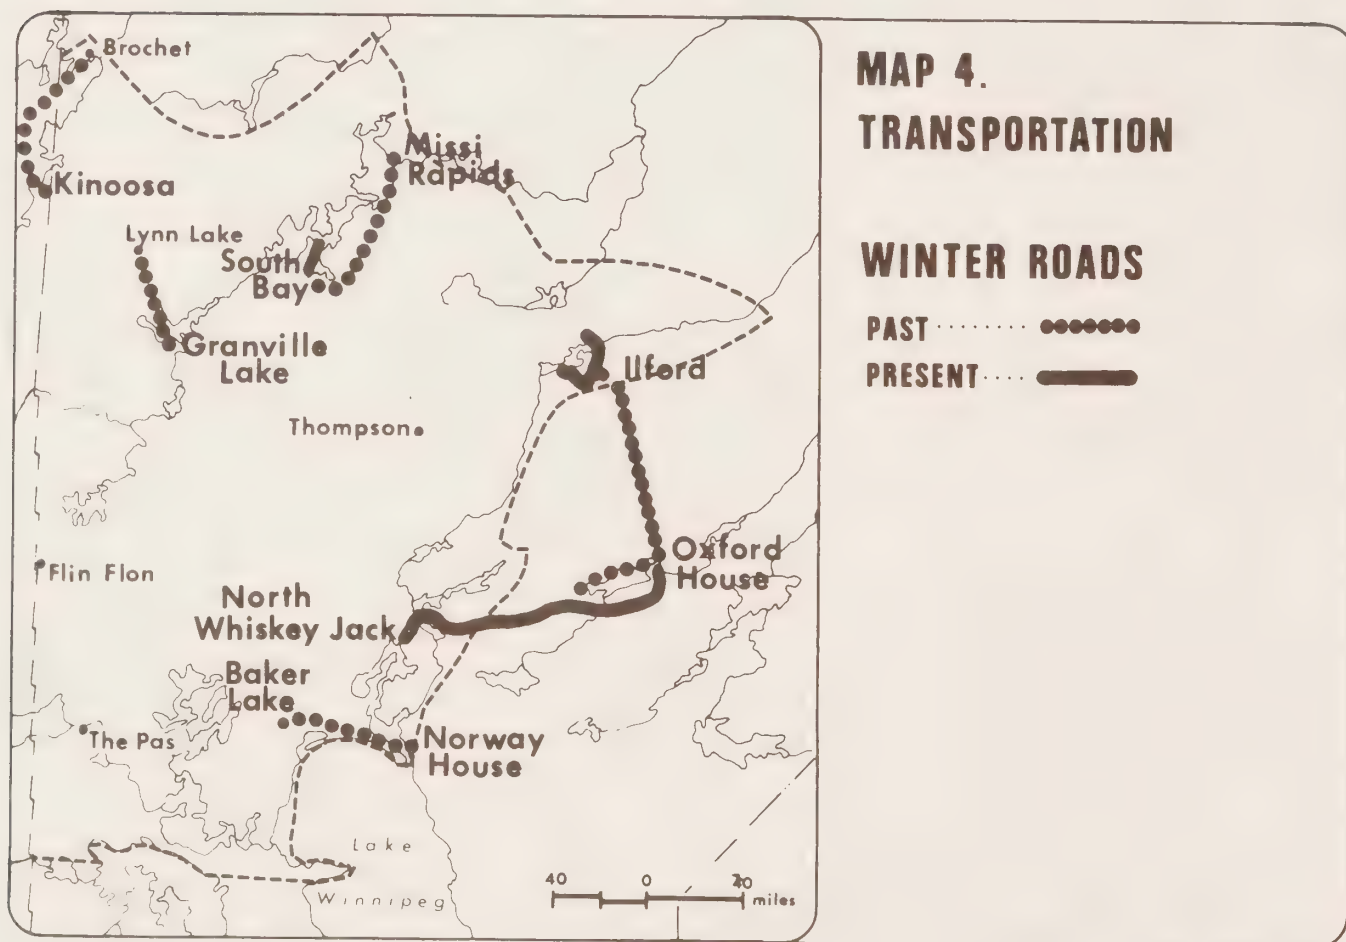 MAP 4.
TRANSPORTATION
WINTER ROADS
PAST
PRESENT
Brochet
Missi
Rapids
Kinoosa
Lynn Lake
South
Bay
Granville
Lake
Ilford
Thompson
Oxford
House
Flin Flon
North
Whiskey Jack
Baker
Lake
The Pas
Norway
House
Lake
Winnipeg
40 0 40
miles